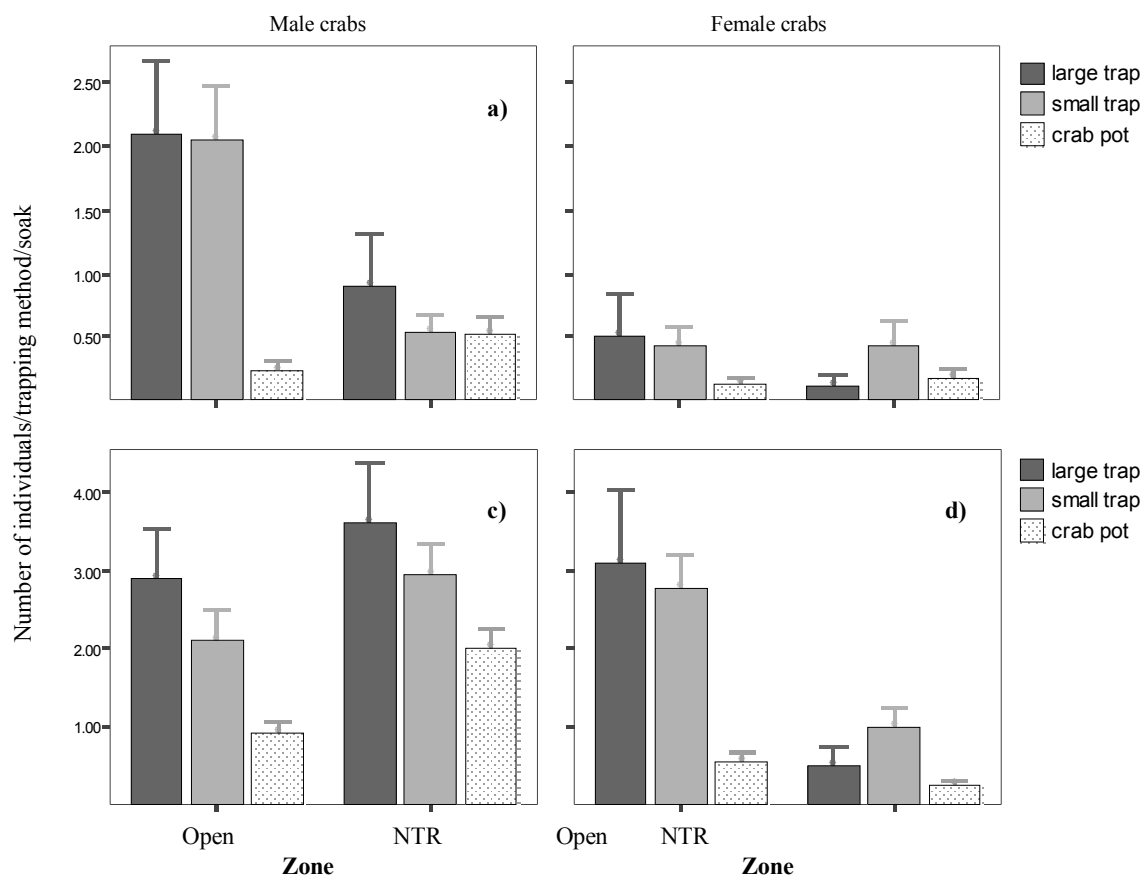 Male crabs
Female crabs
Number of individuals/trapping method/soak
2.50
2.00
1.50
1.00
0.50
a)
large trap
small trap
crab pot
4.00
3.00
2.00
1.00
c)
d)
large trap
small trap
crab pot
Open NTR Open NTR
Zone Zone